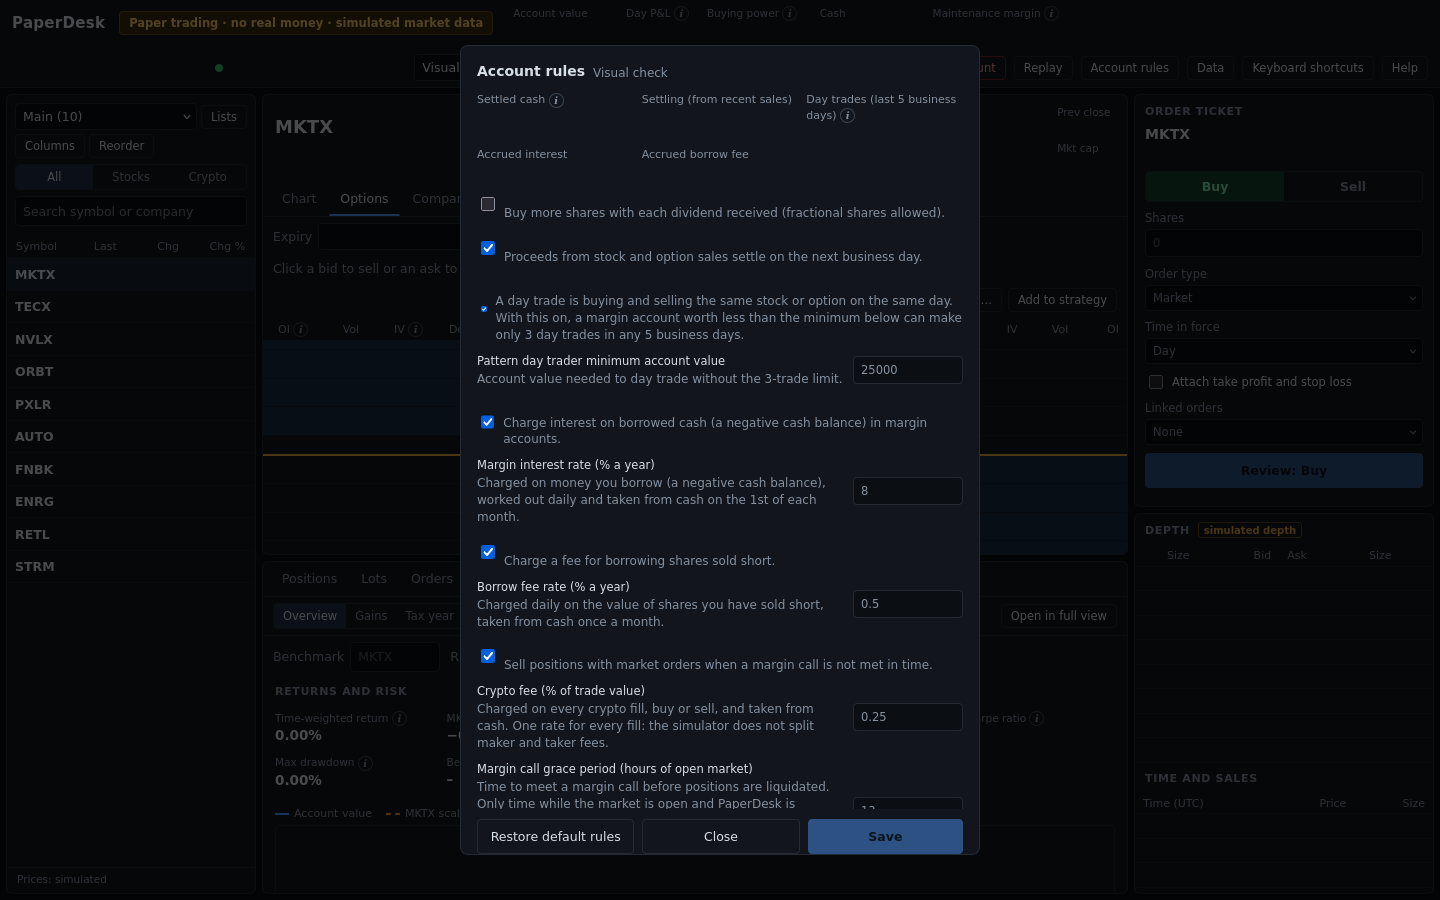 PaperDesk
Paper trading · no real money · simulated market data
Account value
Day P&L
Buying power
Cash
Maintenance margin
Visual
Replay
Account rules
Data
Keyboard shortcuts
Help
Main (10)
Lists
Columns
Reorder
All
Stocks
Crypto
Search symbol or company
Symbol Last Chg Chg %
MKTX
TECX
NVLX
ORBT
PXLR
AUTO
FNBK
ENRG
RETL
STRM
Prices: simulated
MKTX
Prev close
Mkt cap
Chart
Options
Expiry
Click a bid to sell or an ask to
Add to strategy
OI Vol IV
IV Vol OI
Positions
Lots
Orders
Overview
Gains
Tax year
Open in full view
Benchmark
MKTX
RETURNS AND RISK
Time-weighted return
0.00%
Max drawdown
0.00%
Account value
Account rules
Visual check
Settled cash
Settling (from recent sales)
Day trades (last 5 business
days)
Accrued interest
Accrued borrow fee
Buy more shares with each dividend received (fractional shares allowed).
Proceeds from stock and option sales settle on the next business day.
A day trade is buying and selling the same stock or option on the same day.
With this on, a margin account worth less than the minimum below can make
only 3 day trades in any 5 business days.
Pattern day trader minimum account value
Account value needed to day trade without the 3-trade limit.
25000
Charge interest on borrowed cash (a negative cash balance) in margin
accounts.
Margin interest rate (% a year)
Charged on money you borrow (a negative cash balance),
worked out daily and taken from cash on the 1st of each
month.
8
Charge a fee for borrowing shares sold short.
Borrow fee rate (% a year)
Charged daily on the value of shares you have sold short,
taken from cash once a month.
0.5
Sell positions with market orders when a margin call is not met in time.
Crypto fee (% of trade value)
Charged on every crypto fill, buy or sell, and taken from
cash. One rate for every fill: the simulator does not split
maker and taker fees.
0.25
Margin call grace period (hours of open market)
Time to meet a margin call before positions are liquidated.
Only time while the market is open and PaperDesk is
Restore default rules
Close
Save
ORDER TICKET
MKTX
Buy
Sell
Shares
0
Order type
Market
Time in force
Day
Attach take profit and stop loss
Linked orders
None
Review: Buy
DEPTH
simulated depth
Size Bid Ask Size
TIME AND SALES
Time (UTC) Price Size